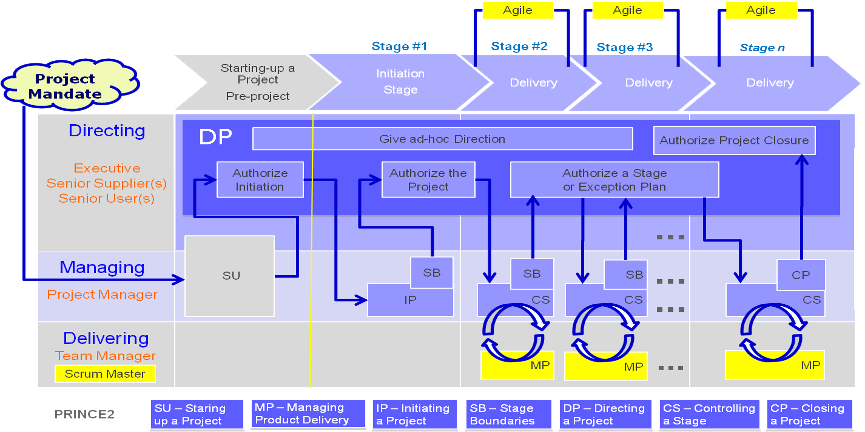 Agile
Agile
Agile
Stage #1
Stage #2
Stage #3
Stage n
Project
Mandate
Starting-up a
Project
Pre-project
Initiation
Stage
Delivery
Delivery
Delivery
Directing
Executive
Senior Supplier(s)
Senior User(s)
DP
Give ad-hoc Direction
Authorize Project Closure
Authorize
Initiation
Authorize the
Project
Authorize a Stage
or Exception Plan
Managing
Project Manager
SU
SB
IP
SB
CS
SB
CS
CP
CS
Delivering
Team Manager
Scrum Master
MP
MP
MP
PRINCE2
SU – Staring
up a Project
MP – Managing
Product Delivery
IP – Initiating
a Project
SB – Stage
Boundaries
DP – Directing
a Project
CS – Controlling
a Stage
CP – Closing
a Project